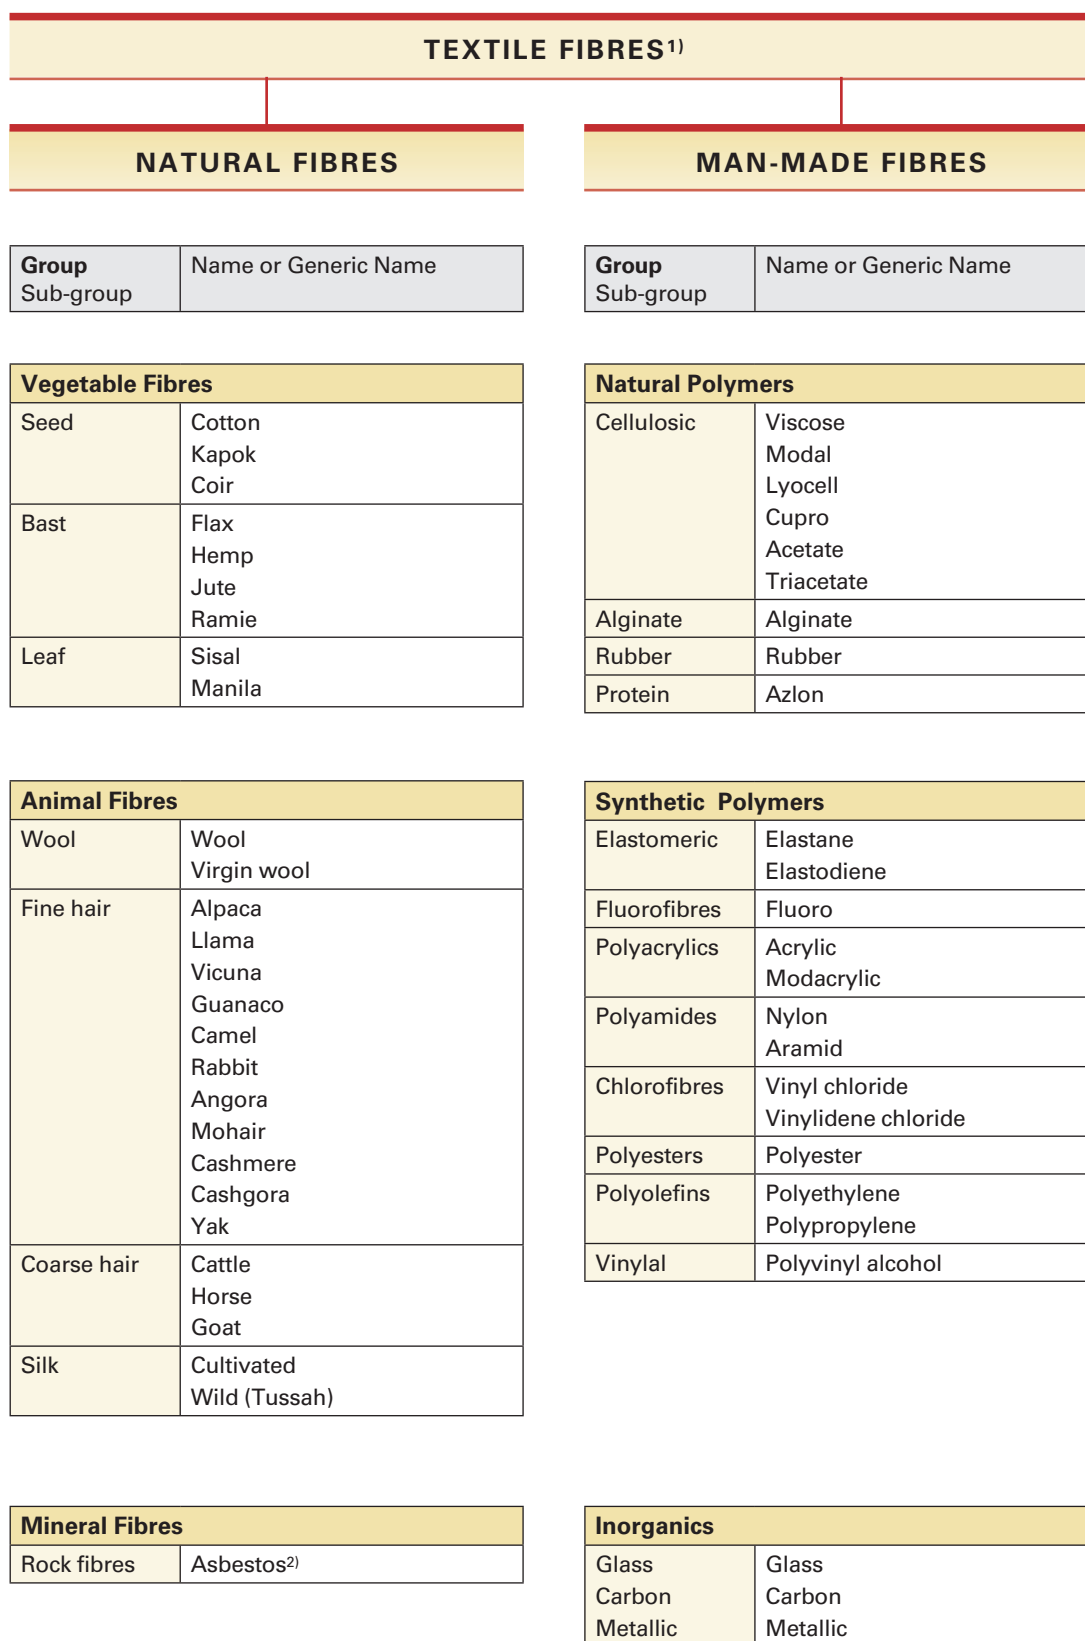 TEXTILE FIBRES1)
NATURAL FIBRES
Group Name or Generic Name
Sub-group
Vegetable Fibres
Seed Cotton
Kapok
Coir
Bast Flax
Hemp
Jute
Ramie
Leaf Sisal
Manila
Animal Fibres
Wool Wool
Virgin wool
Fine hair Alpaca
Llama
Vicuna
Guanaco
Camel
Rabbit
Angora
Mohair
Cashmere
Cashgora
Yak
Coarse hair Cattle
Horse
Goat
Silk Cultivated
Wild (Tussah)
Mineral Fibres
Rock fibres Asbestos2)
MAN-MADE FIBRES
Group Name or Generic Name
Sub-group
Natural Polymers
Cellulosic Viscose
Modal
Lyocell
Cupro
Acetate
Triacetate
Alginate Alginate
Rubber Rubber
Protein Azlon
Synthetic Polymers
Elastomeric Elastane
Elastodiene
Fluorofibres Fluoro
Polyacrylics Acrylic
Modacrylic
Polyamides Nylon
Aramid
Chlorofibres Vinyl chloride
Vinylidene chloride
Polyesters Polyester
Polyolefins Polyethylene
Polypropylene
Vinylal Polyvinyl alcohol
Inorganics
Glass Glass
Carbon Carbon
Metallic Metallic